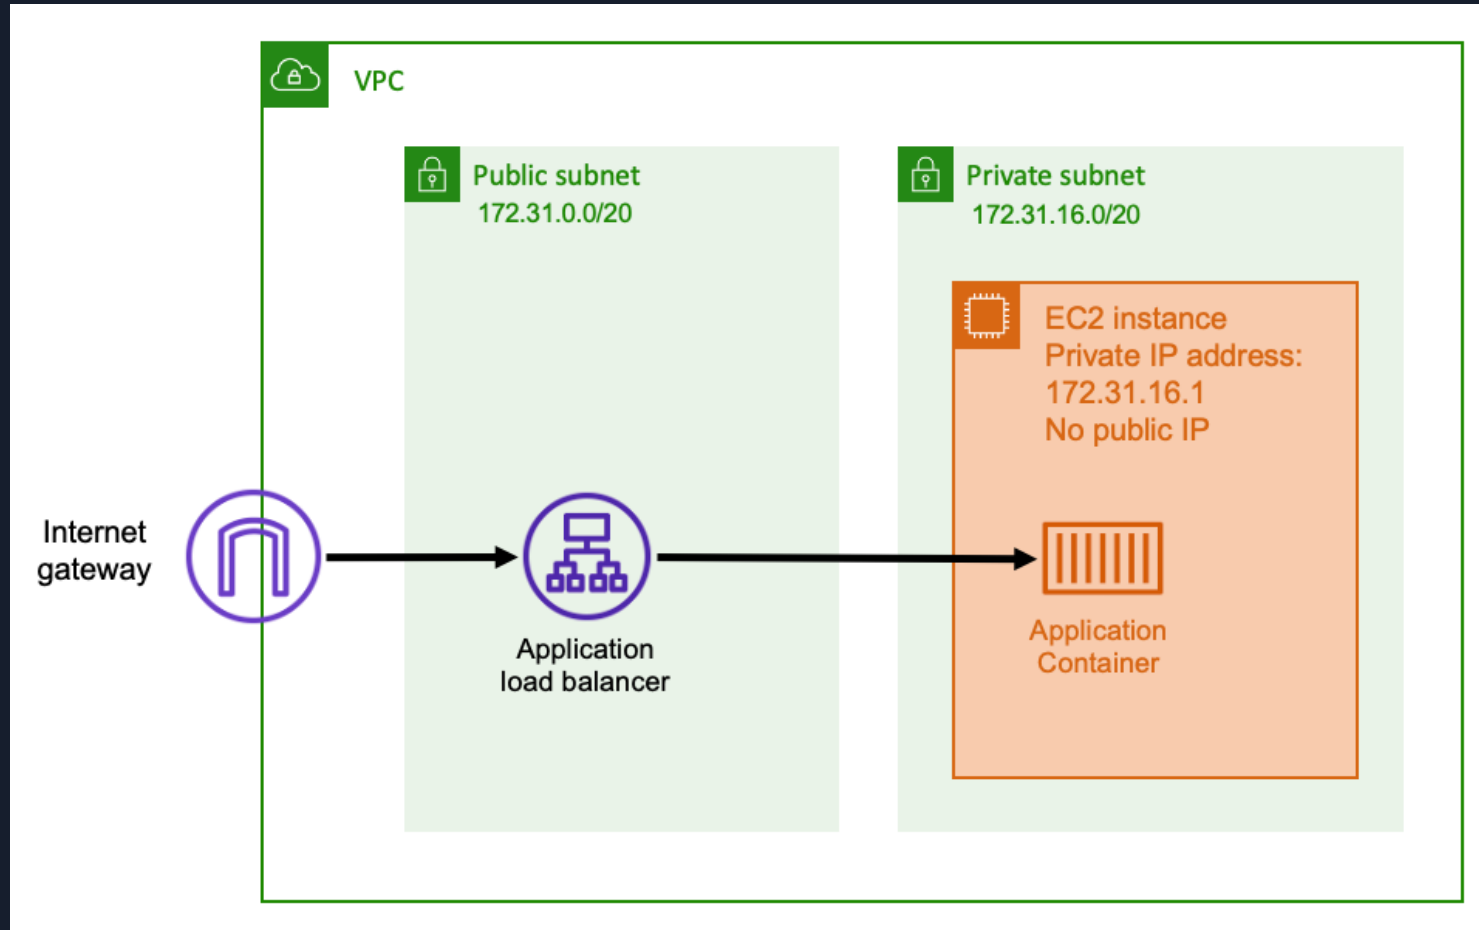 VPC
Public subnet
172.31.0.0/20
Private subnet
172.31.16.0/20
EC2 instance
Private IP address:
172.31.16.1
No public IP
Internet
gateway
Application
load balancer
Application
Container